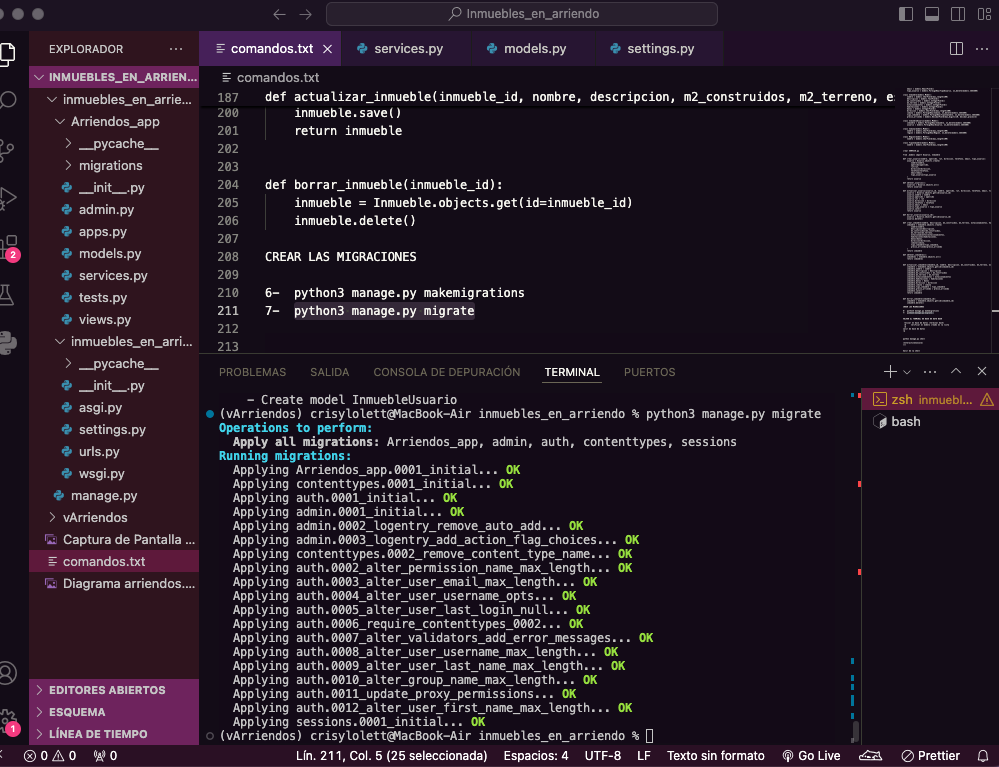 Inmuebles_en_arriendo
EXPLORADOR
INMUEBLES_EN_ARRIEN...
inmuebles_en_arrie...
Arriendos_app
__pycache__
migrations
__init__.py
admin.py
apps.py
models.py
services.py
tests.py
views.py
inmuebles_en_arri...
__pycache__
__init__.py
asgi.py
settings.py
urls.py
wsgi.py
manage.py
vArriendos
Captura de Pantalla ...
comandos.txt
Diagrama arriendos....
EDITORES ABIERTOS
ESQUEMA
LÍNEA DE TIEMPO
2
1
comandos.txt services.py models.py settings.py
comandos.txt
187 def actualizar_inmueble(inmueble_id, nombre, descripcion, m2_construidos, m2_terreno, e
200 inmueble.save()
201 return inmueble
202
203
204 def borrar_inmueble(inmueble_id):
205 inmueble = Inmueble.objects.get(id=inmueble_id)
206 inmueble.delete()
207
208 CREAR LAS MIGRACIONES
209
210 6- python3 manage.py makemigrations
211 7- python3 manage.py migrate
212
213
PROBLEMAS SALIDA CONSOLA DE DEPURACIÓN TERMINAL PUERTOS
zsh inmuebl...
bash
- Create model InmuebleUsuario
(vArriendos) crisylolett@MacBook-Air inmuebles_en_arriendo % python3 manage.py migrate
Operations to perform:
Apply all migrations: Arriendos_app, admin, auth, contenttypes, sessions
Running migrations:
Applying Arriendos_app.0001_initial... OK
Applying contenttypes.0001_initial... OK
Applying auth.0001_initial... OK
Applying admin.0001_initial... OK
Applying admin.0002_logentry_remove_auto_add... OK
Applying admin.0003_logentry_add_action_flag_choices... OK
Applying contenttypes.0002_remove_content_type_name... OK
Applying auth.0002_alter_permission_name_max_length... OK
Applying auth.0003_alter_user_email_max_length... OK
Applying auth.0004_alter_user_username_opts... OK
Applying auth.0005_alter_user_last_login_null... OK
Applying auth.0006_require_contenttypes_0002... OK
Applying auth.0007_alter_validators_add_error_messages... OK
Applying auth.0008_alter_user_username_max_length... OK
Applying auth.0009_alter_user_last_name_max_length... OK
Applying auth.0010_alter_group_name_max_length... OK
Applying auth.0011_update_proxy_permissions... OK
Applying auth.0012_alter_user_first_name_max_length... OK
Applying sessions.0001_initial... OK
(vArriendos) crisylolett@MacBook-Air inmuebles_en_arriendo %
0 0 0 Lín. 211, Col. 5 (25 seleccionada) Espacios: 4 UTF-8 LF Texto sin formato Go Live Prettier